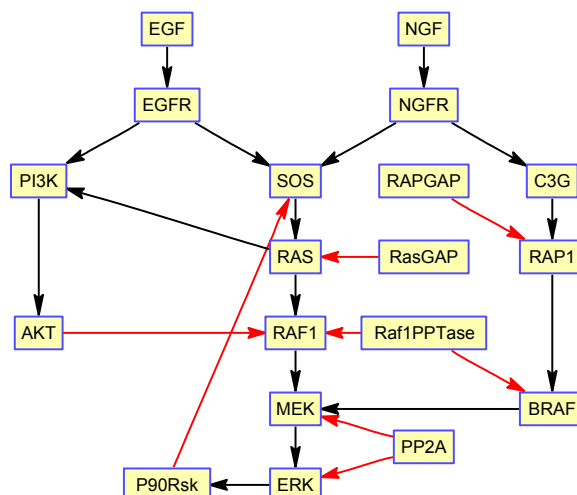 EGF
NGF
EGFR
NGFR
PI3K
SOS
RAPGAP
C3G
RAS
RasGAP
RAP1
AKT
RAF1
Raf1PPTase
MEK
BRAF
PP2A
P90Rsk
ERK